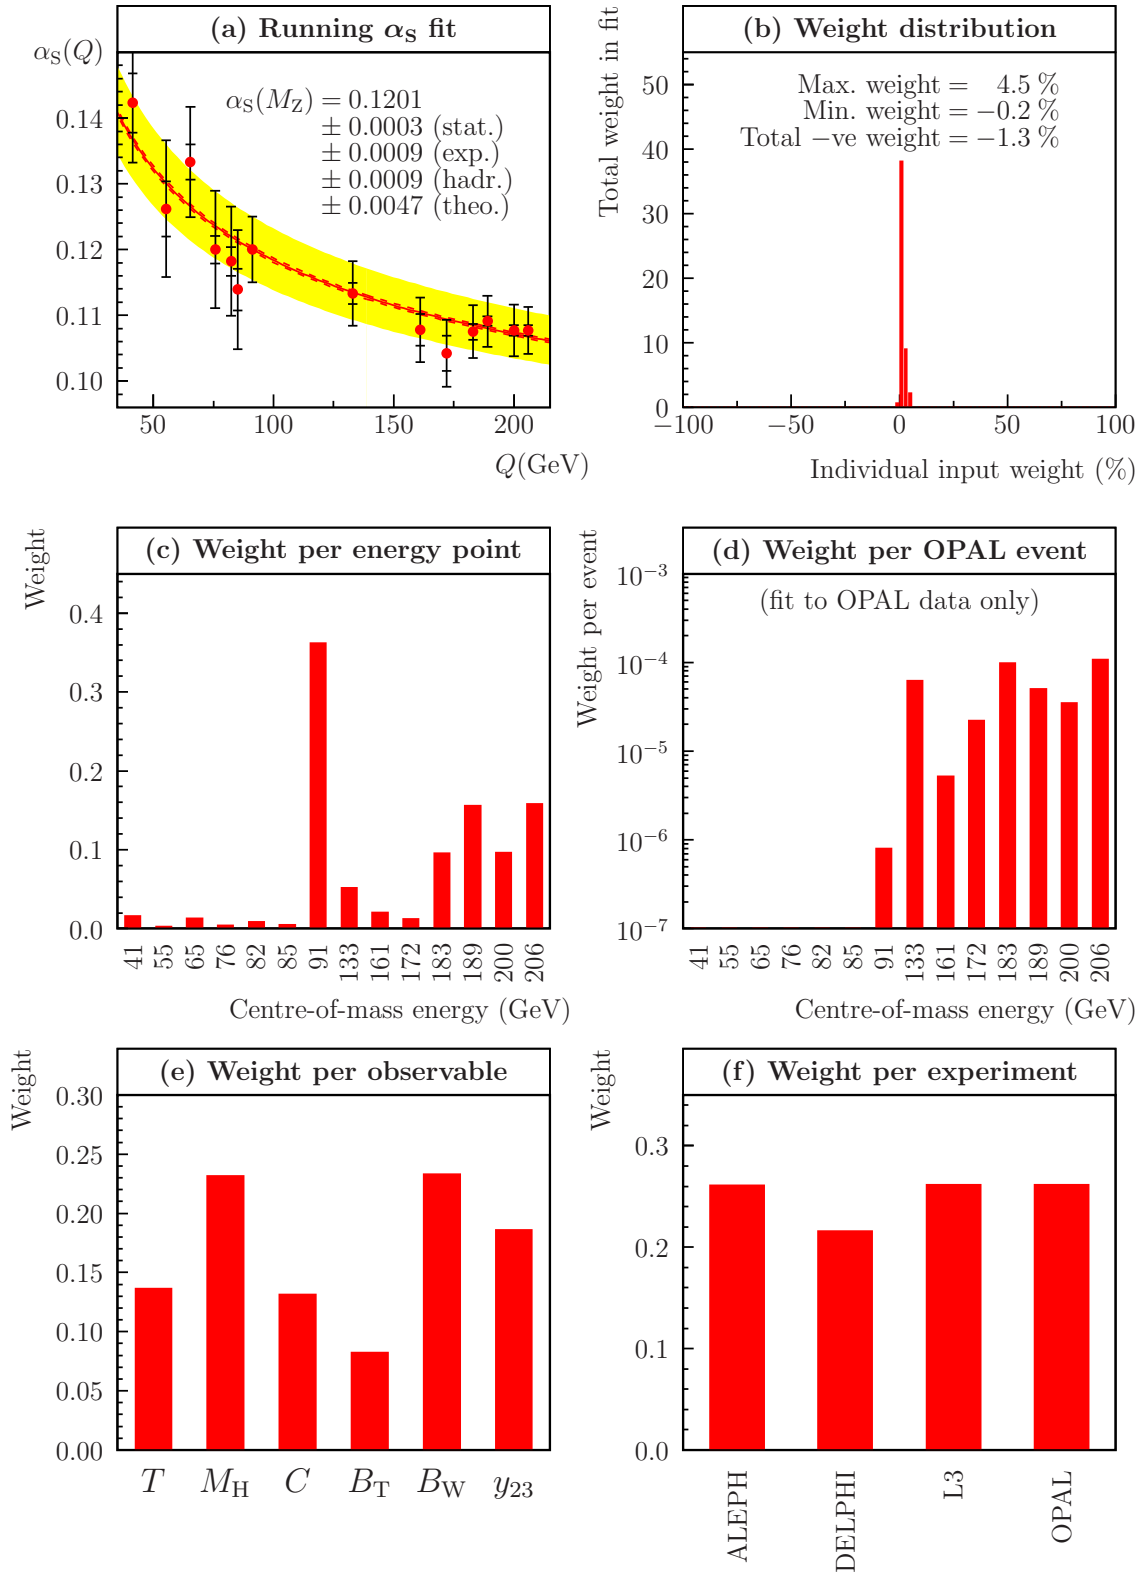 (a) Running αS fit
αS(Q)
0.14
0.13
0.12
0.11
0.10
αS(MZ) = 0.1201
± 0.0003 (stat.)
± 0.0009 (exp.)
± 0.0009 (hadr.)
± 0.0047 (theo.)
50 100 150 200
Q(GeV)
(b) Weight distribution
Total weight in fit
50
40
30
20
10
0
Max. weight = 4.5 %
Min. weight = −0.2 %
Total −ve weight = −1.3 %
−100 −50 0 50 100
Individual input weight (%)
(c) Weight per energy point
Weight
0.4
0.3
0.2
0.1
0.0
41 55 65 76 82 85 91 133 161 172 183 189 200 206
Centre-of-mass energy (GeV)
(d) Weight per OPAL event
Weight per event
(fit to OPAL data only)
10⁻³
10⁻⁴
10⁻⁵
10⁻⁶
10⁻⁷
41 55 65 76 82 85 91 133 161 172 183 189 200 206
Centre-of-mass energy (GeV)
(e) Weight per observable
Weight
0.30
0.25
0.20
0.15
0.10
0.05
0.00
T MH C BT BW y23
(f) Weight per experiment
Weight
0.3
0.2
0.1
0.0
ALEPH DELPHI L3 OPAL